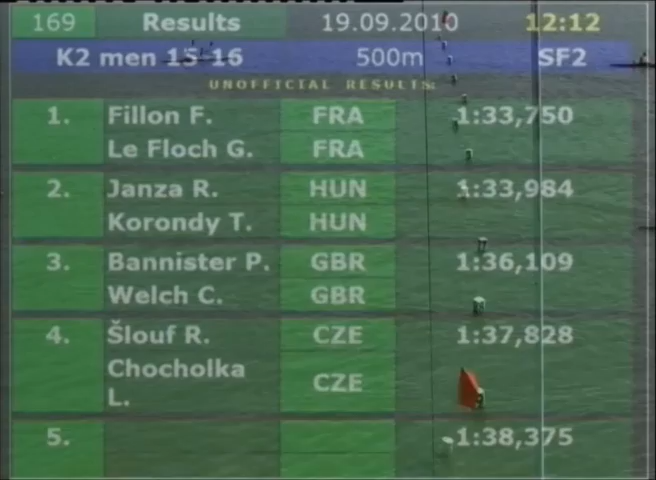 169 Results 19.09.2010 12:12
K2 men 15-16 500m SF2
UNOFFICIAL RESULTS
1. Fillon F. FRA 1:33,750
Le Floch G. FRA
2. Janza R. HUN 1:33,984
Korondy T. HUN
3. Bannister P. GBR 1:36,109
Welch C. GBR
4. Šlouf R. CZE 1:37,828
Chocholka
L. CZE
5. 1:38,375